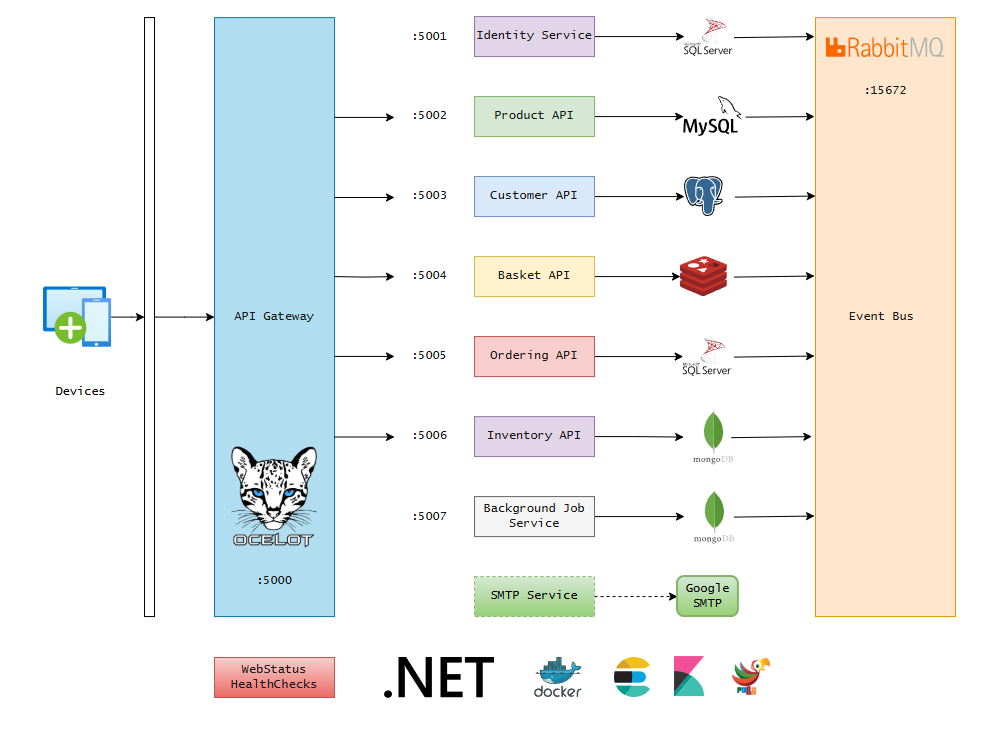 :5001
Identity Service
Microsoft
SQL Server
RabbitMQ
:15672
:5002
Product API
MySQL
:5003
Customer API
:5004
Basket API
API Gateway
Event Bus
Devices
:5005
Ordering API
Microsoft
SQL Server
:5006
Inventory API
mongoDB
OCELOT
:5000
:5007
Background Job
Service
mongoDB
SMTP Service
Google
SMTP
WebStatus
HealthChecks
.NET
docker
POLLY